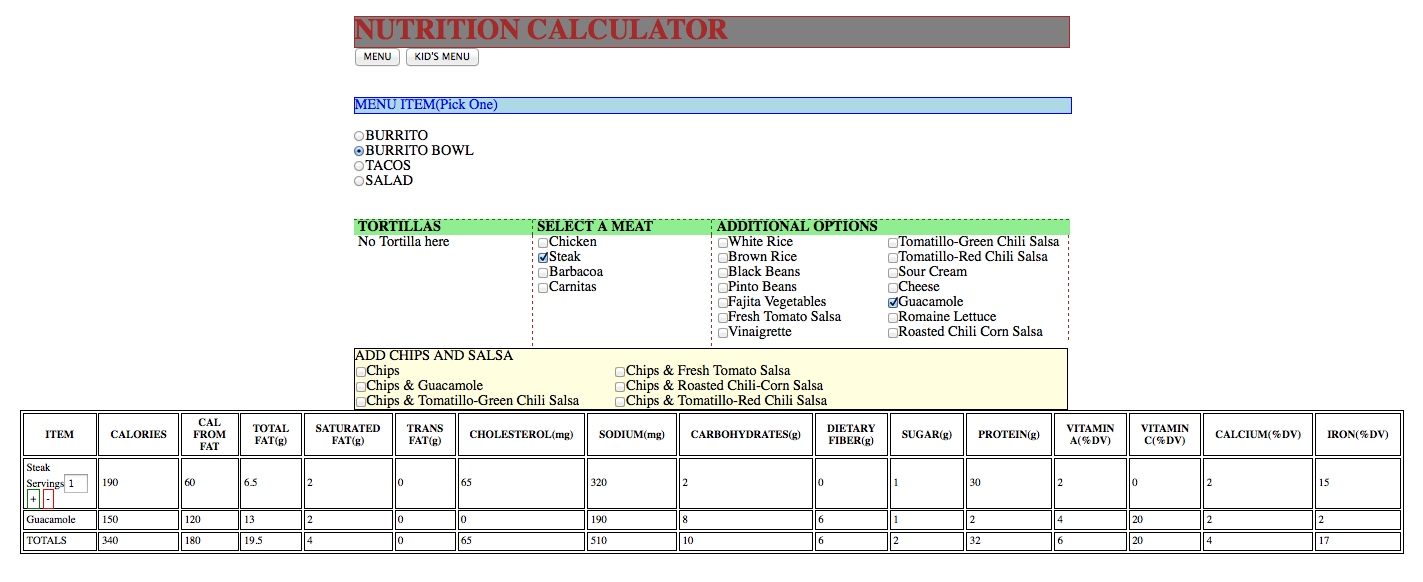 NUTRITION CALCULATOR
MENU KID'S MENU
MENU ITEM(Pick One)
BURRITO
BURRITO BOWL
TACOS
SALAD
TORTILLAS SELECT A MEAT ADDITIONAL OPTIONS
No Tortilla here Chicken White Rice Tomatillo-Green Chili Salsa
Steak Brown Rice Tomatillo-Red Chili Salsa
Barbacoa Black Beans Sour Cream
Carnitas Pinto Beans Cheese
Fajita Vegetables Guacamole
Fresh Tomato Salsa Romaine Lettuce
Vinaigrette Roasted Chili Corn Salsa
ADD CHIPS AND SALSA
Chips Chips & Fresh Tomato Salsa
Chips & Guacamole Chips & Roasted Chili-Corn Salsa
Chips & Tomatillo-Green Chili Salsa Chips & Tomatillo-Red Chili Salsa
ITEM CALORIES CAL FROM FAT TOTAL FAT(g) SATURATED FAT(g) TRANS FAT(g) CHOLESTEROL(mg) SODIUM(mg) CARBOHYDRATES(g) DIETARY FIBER(g) SUGAR(g) PROTEIN(g) VITAMIN A(%DV) VITAMIN C(%DV) CALCIUM(%DV) IRON(%DV)
Steak
Servings 1 190 60 6.5 2 0 65 320 2 0 1 30 2 0 2 15
+ -
Guacamole 150 120 13 2 0 0 190 8 6 1 2 4 20 2 2
TOTALS 340 180 19.5 4 0 65 510 10 6 2 32 6 20 4 17